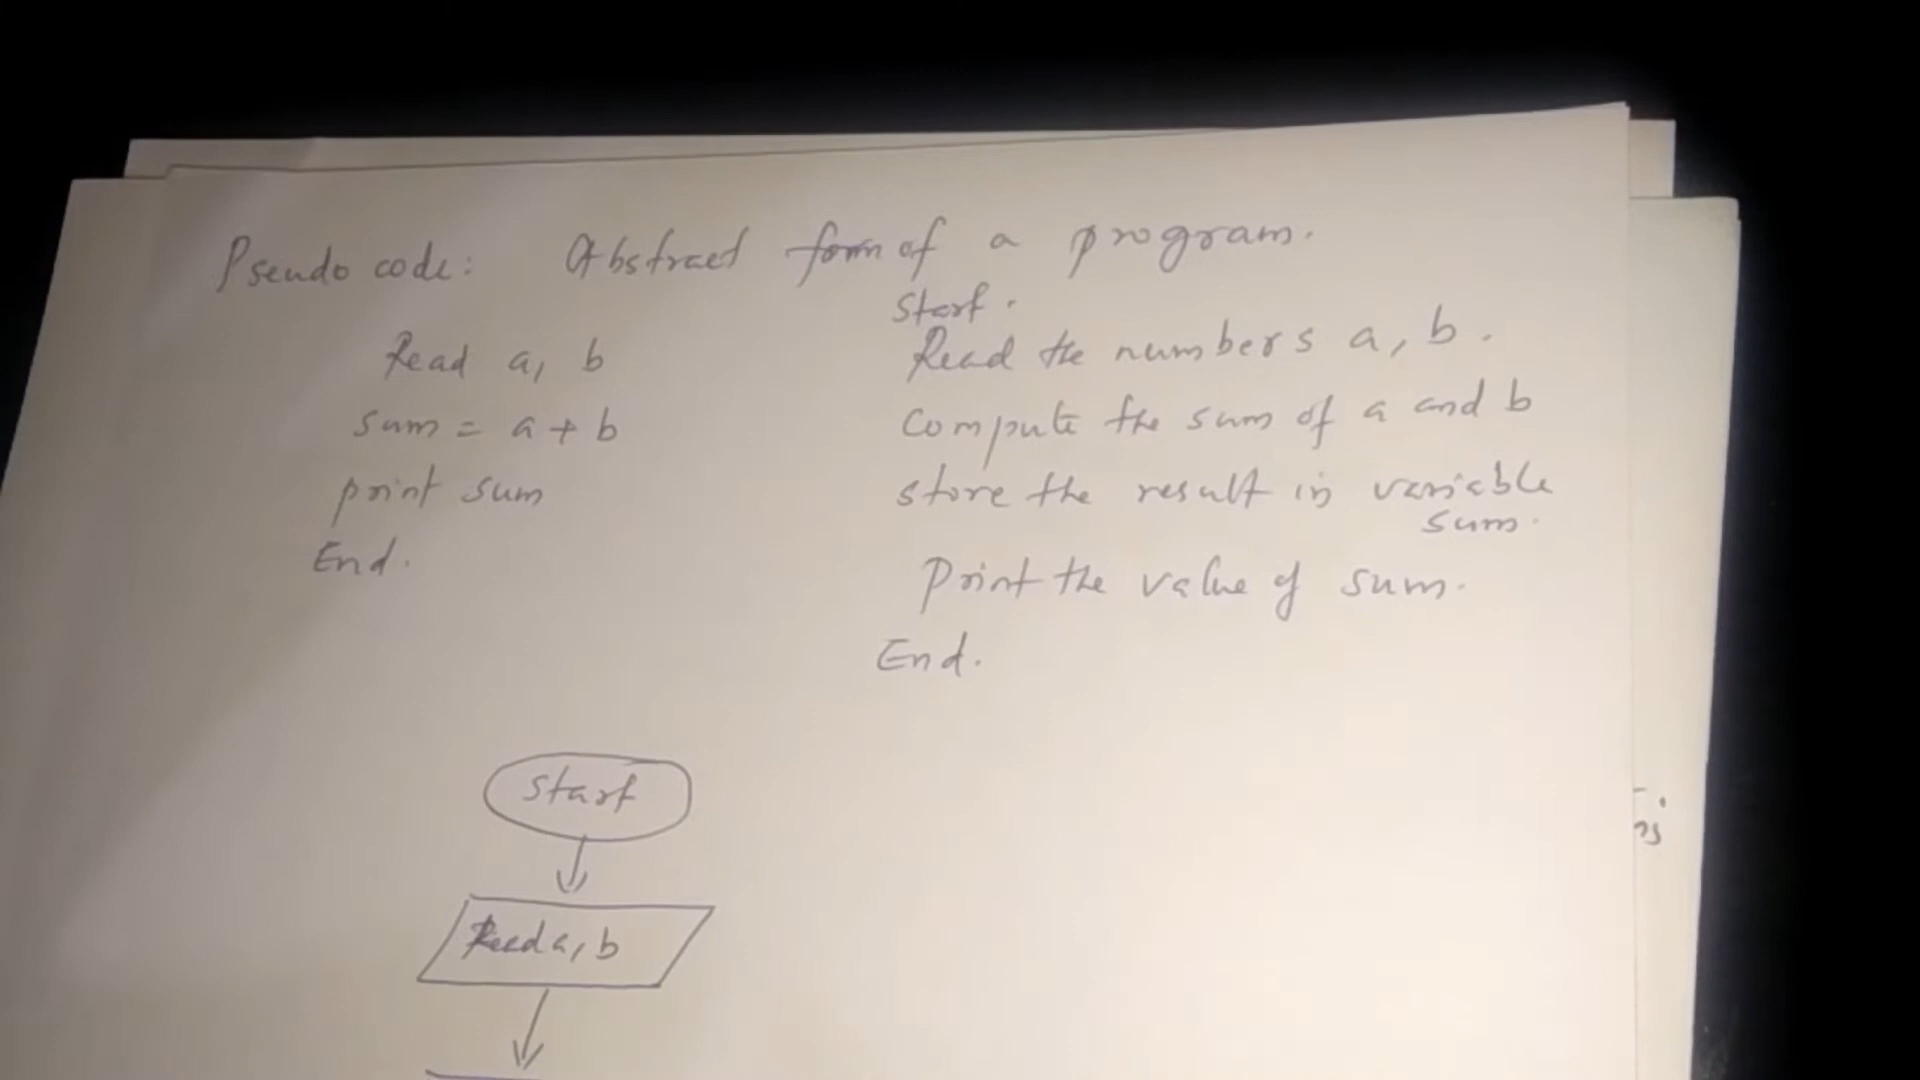 Pseudo code: Abstract form of a program.
Read a, b
sum = a + b
print sum
End.
Start.
Read the numbers a, b.
Compute the sum of a and b
store the result in variable
sum.
Print the value of sum.
End.
Start
Read a, b